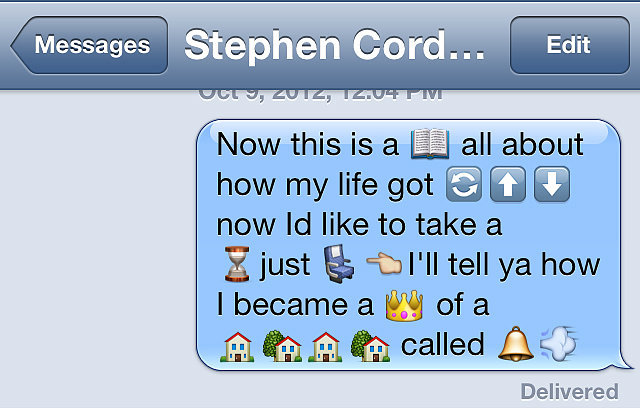 Messages
Stephen Cord...
Edit
Oct 9, 2012, 12:04 PM
Now this is a 📖 all about
how my life got 🔄⬆️⬇️
now Id like to take a
⏳just 💺 👈I'll tell ya how
I became a 👑 of a
🏠🏡🏠🏡 called 🔔💨
Delivered